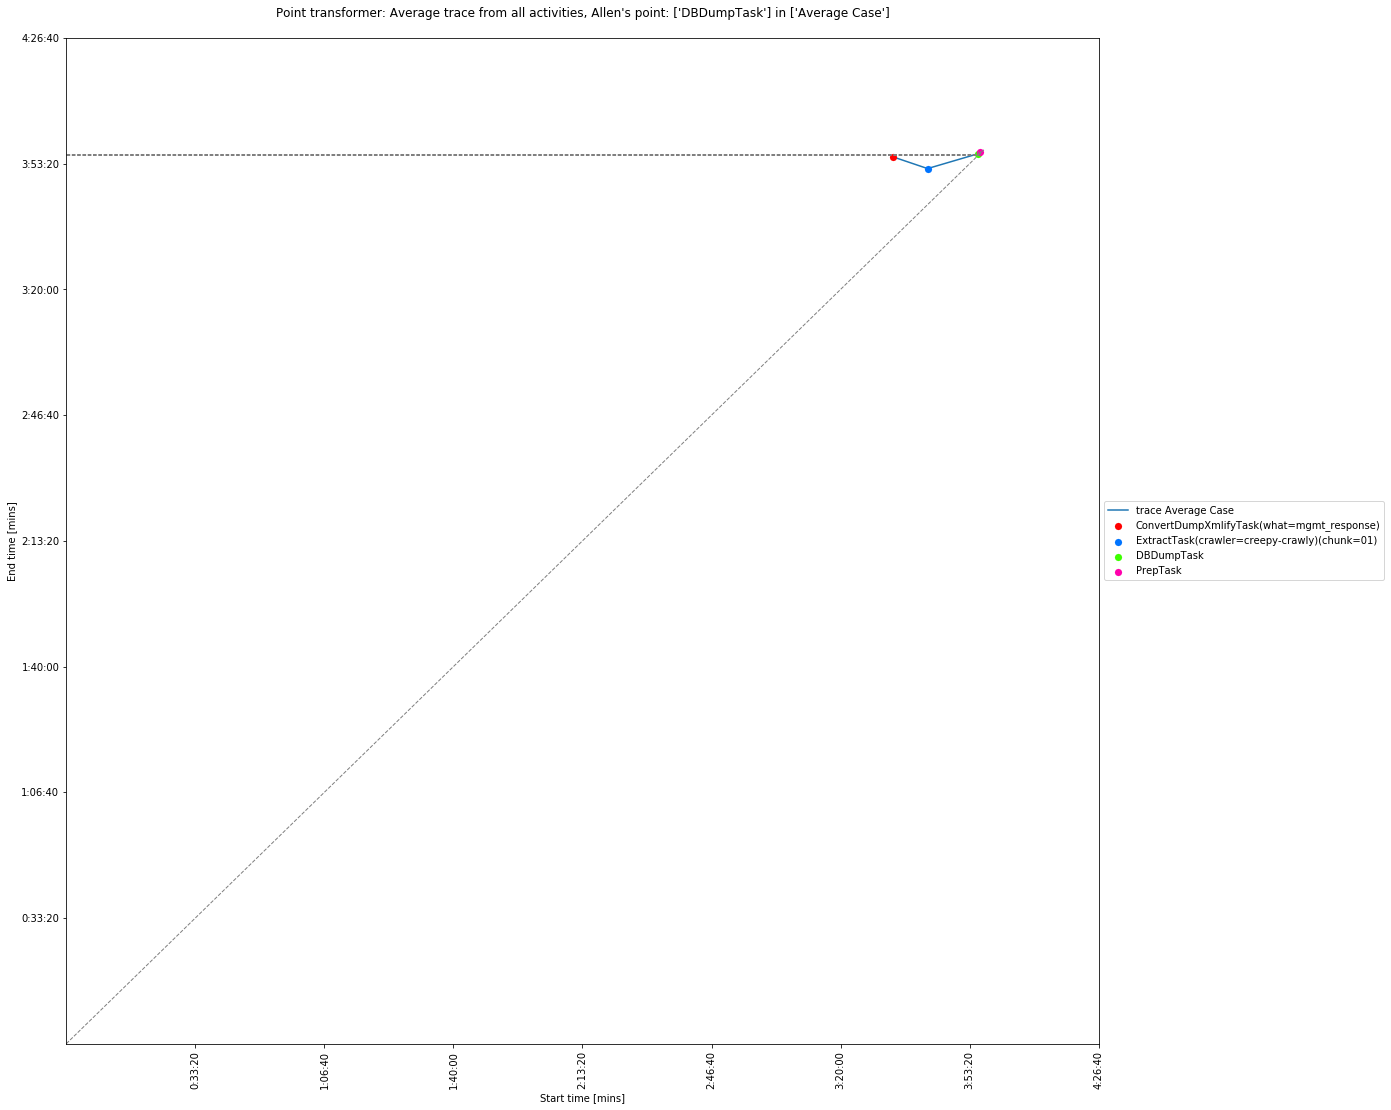 Point transformer: Average trace from all activities, Allen's point: ['DBDumpTask'] in ['Average Case']
4:26:40
3:53:20
3:20:00
2:46:40
2:13:20
1:40:00
1:06:40
0:33:20
End time [mins]
0:33:20
1:06:40
1:40:00
2:13:20
2:46:40
3:20:00
3:53:20
4:26:40
Start time [mins]
trace Average Case
ConvertDumpXmlifyTask(what=mgmt_response)
ExtractTask(crawler=creepy-crawly)(chunk=01)
DBDumpTask
PrepTask